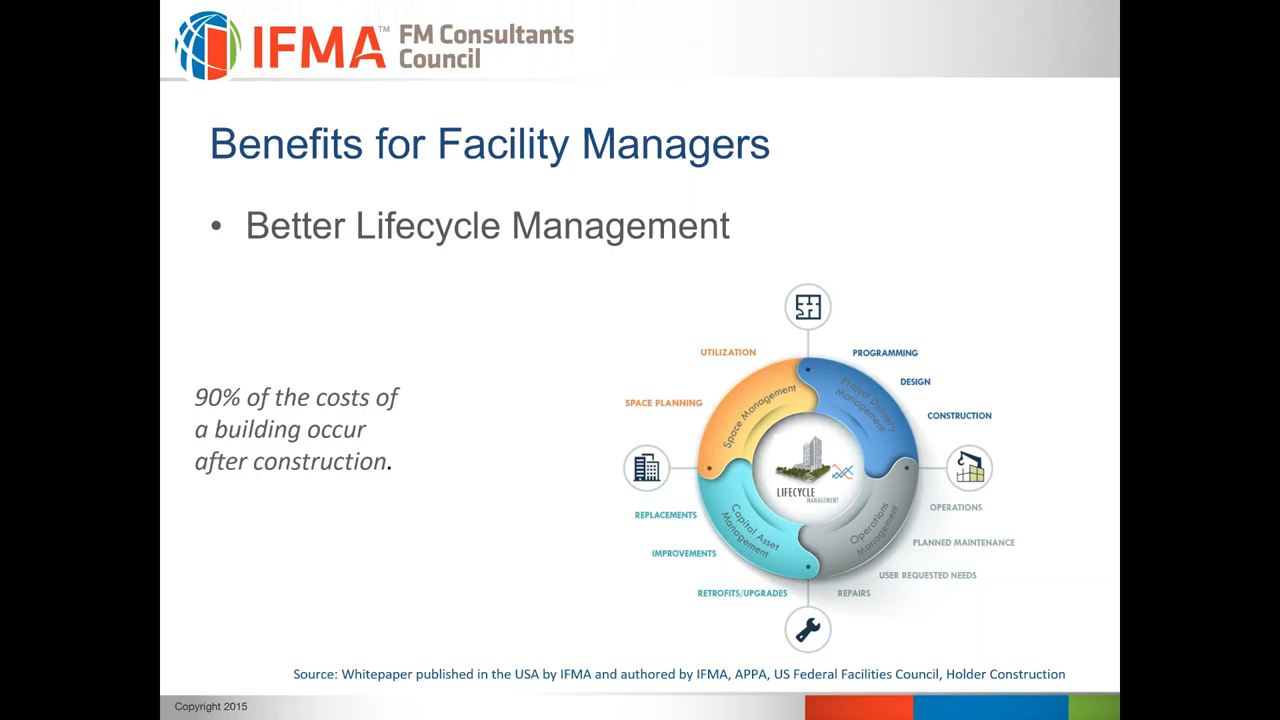 IFMA™ FM Consultants
Council
Benefits for Facility Managers
• Better Lifecycle Management
90% of the costs of
a building occur
after construction.
UTILIZATION
SPACE PLANNING
Space Management
PROGRAMMING
DESIGN
CONSTRUCTION
Project Delivery
Management
LIFECYCLE
MANAGEMENT
OPERATIONS
PLANNED MAINTENANCE
USER REQUESTED NEEDS
REPAIRS
Operations
Management
REPLACEMENTS
IMPROVEMENTS
RETROFITS/UPGRADES
Capital Asset
Management
Source: Whitepaper published in the USA by IFMA and authored by IFMA, APPA, US Federal Facilities Council, Holder Construction
Copyright 2015